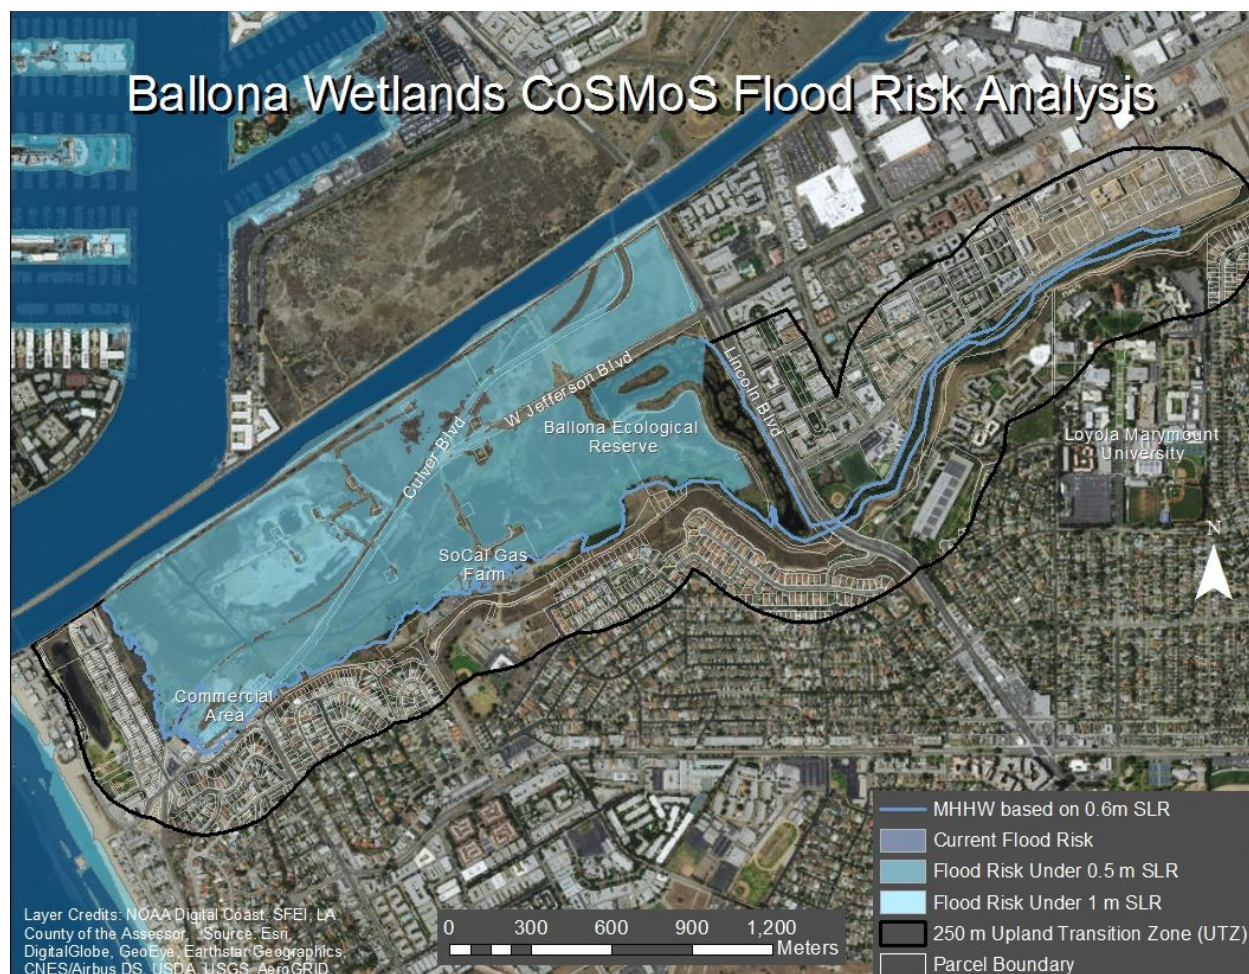 Ballona Wetlands CoSMoS Flood Risk Analysis
W Jefferson Blvd
Lincoln Blvd
Culver Blvd
Ballona Ecological
Reserve
Loyola Marymount
University
SoCal Gas
Farm
N
Commercial
Area
MHHW based on 0.6m SLR
Current Flood Risk
Flood Risk Under 0.5 m SLR
Flood Risk Under 1 m SLR
250 m Upland Transition Zone (UTZ)
Parcel Boundary
0 300 600 900 1,200
Meters
Layer Credits: NOAA Digital Coast, SFEI, LA
County of the Assessor, Source: Esri,
DigitalGlobe, GeoEye, Earthstar Geographics,
CNES/Airbus DS, USDA, USGS, AeroGRID,